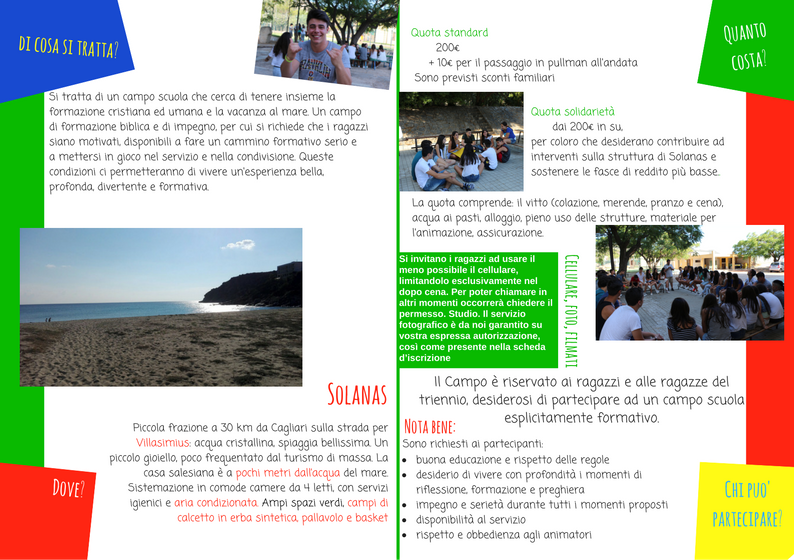 DI COSA SI TRATTA?
Si tratta di un campo scuola che cerca di tenere insieme la
formazione cristiana ed umana e la vacanza al mare. Un campo
di formazione biblica e di impegno, per cui si richiede che i ragazzi
siano motivati, disponibili a fare un cammino formativo serio e
a mettersi in gioco nel servizio e nella condivisione. Queste
condizioni ci permetteranno di vivere un'esperienza bella,
profonda, divertente e formativa.
SOLANAS
Piccola frazione a 30 km da Cagliari sulla strada per
Villasimius: acqua cristallina, spiaggia bellissima. Un
piccolo gioiello, poco frequentato dal turismo di massa. La
casa salesiana è a pochi metri dall'acqua del mare.
Sistemazione in comode camere da 4 letti, con servizi
igienici e aria condizionata. Ampi spazi verdi, campi di
calcetto in erba sintetica, pallavolo e basket
DOVE?
QUANTO
COSTA?
Quota standard
200€
+ 10€ per il passaggio in pullman all'andata
Sono previsti sconti familiari
Quota solidarietà
dai 200€ in su,
per coloro che desiderano contribuire ad
interventi sulla struttura di Solanas e
sostenere le fasce di reddito più basse.
La quota comprende: il vitto (colazione, merende, pranzo e cena),
acqua ai pasti, alloggio, pieno uso delle strutture, materiale per
l'animazione, assicurazione.
Si invitano i ragazzi ad usare il
meno possibile il cellulare,
limitandolo esclusivamente nel
dopo cena. Per poter chiamare in
altri momenti occorrerà chiedere il
permesso. Studio. Il servizio
fotografico è da noi garantito su
vostra espressa autorizzazione,
così come presente nella scheda
d'iscrizione
CELLULARE, FOTO, FILMATI
Il Campo è riservato ai ragazzi e alle ragazze del
triennio, desiderosi di partecipare ad un campo scuola
esplicitamente formativo.
NOTA BENE:
Sono richiesti ai partecipanti:
• buona educazione e rispetto delle regole
• desiderio di vivere con profondità i momenti di
riflessione, formazione e preghiera
• impegno e serietà durante tutti i momenti proposti
• disponibilità al servizio
• rispetto e obbedienza agli animatori
CHI PUO'
PARTECIPARE?